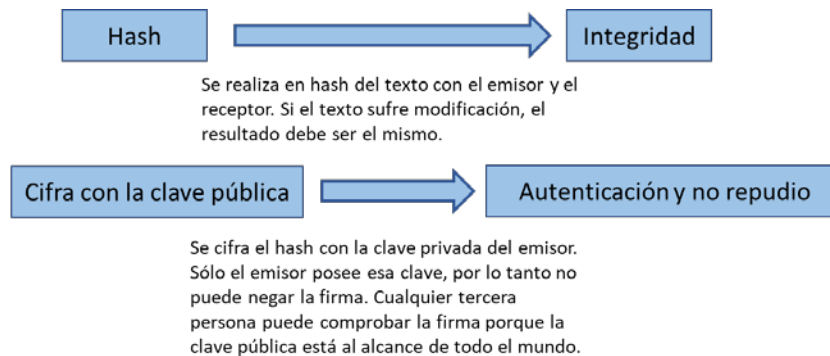 Hash
Integridad
Se realiza en hash del texto con el emisor y el
receptor. Si el texto sufre modificación, el
resultado debe ser el mismo.
Cifra con la clave pública
Autenticación y no repudio
Se cifra el hash con la clave privada del emisor.
Sólo el emisor posee esa clave, por lo tanto no
puede negar la firma. Cualquier tercera
persona puede comprobar la firma porque la
clave pública está al alcance de todo el mundo.